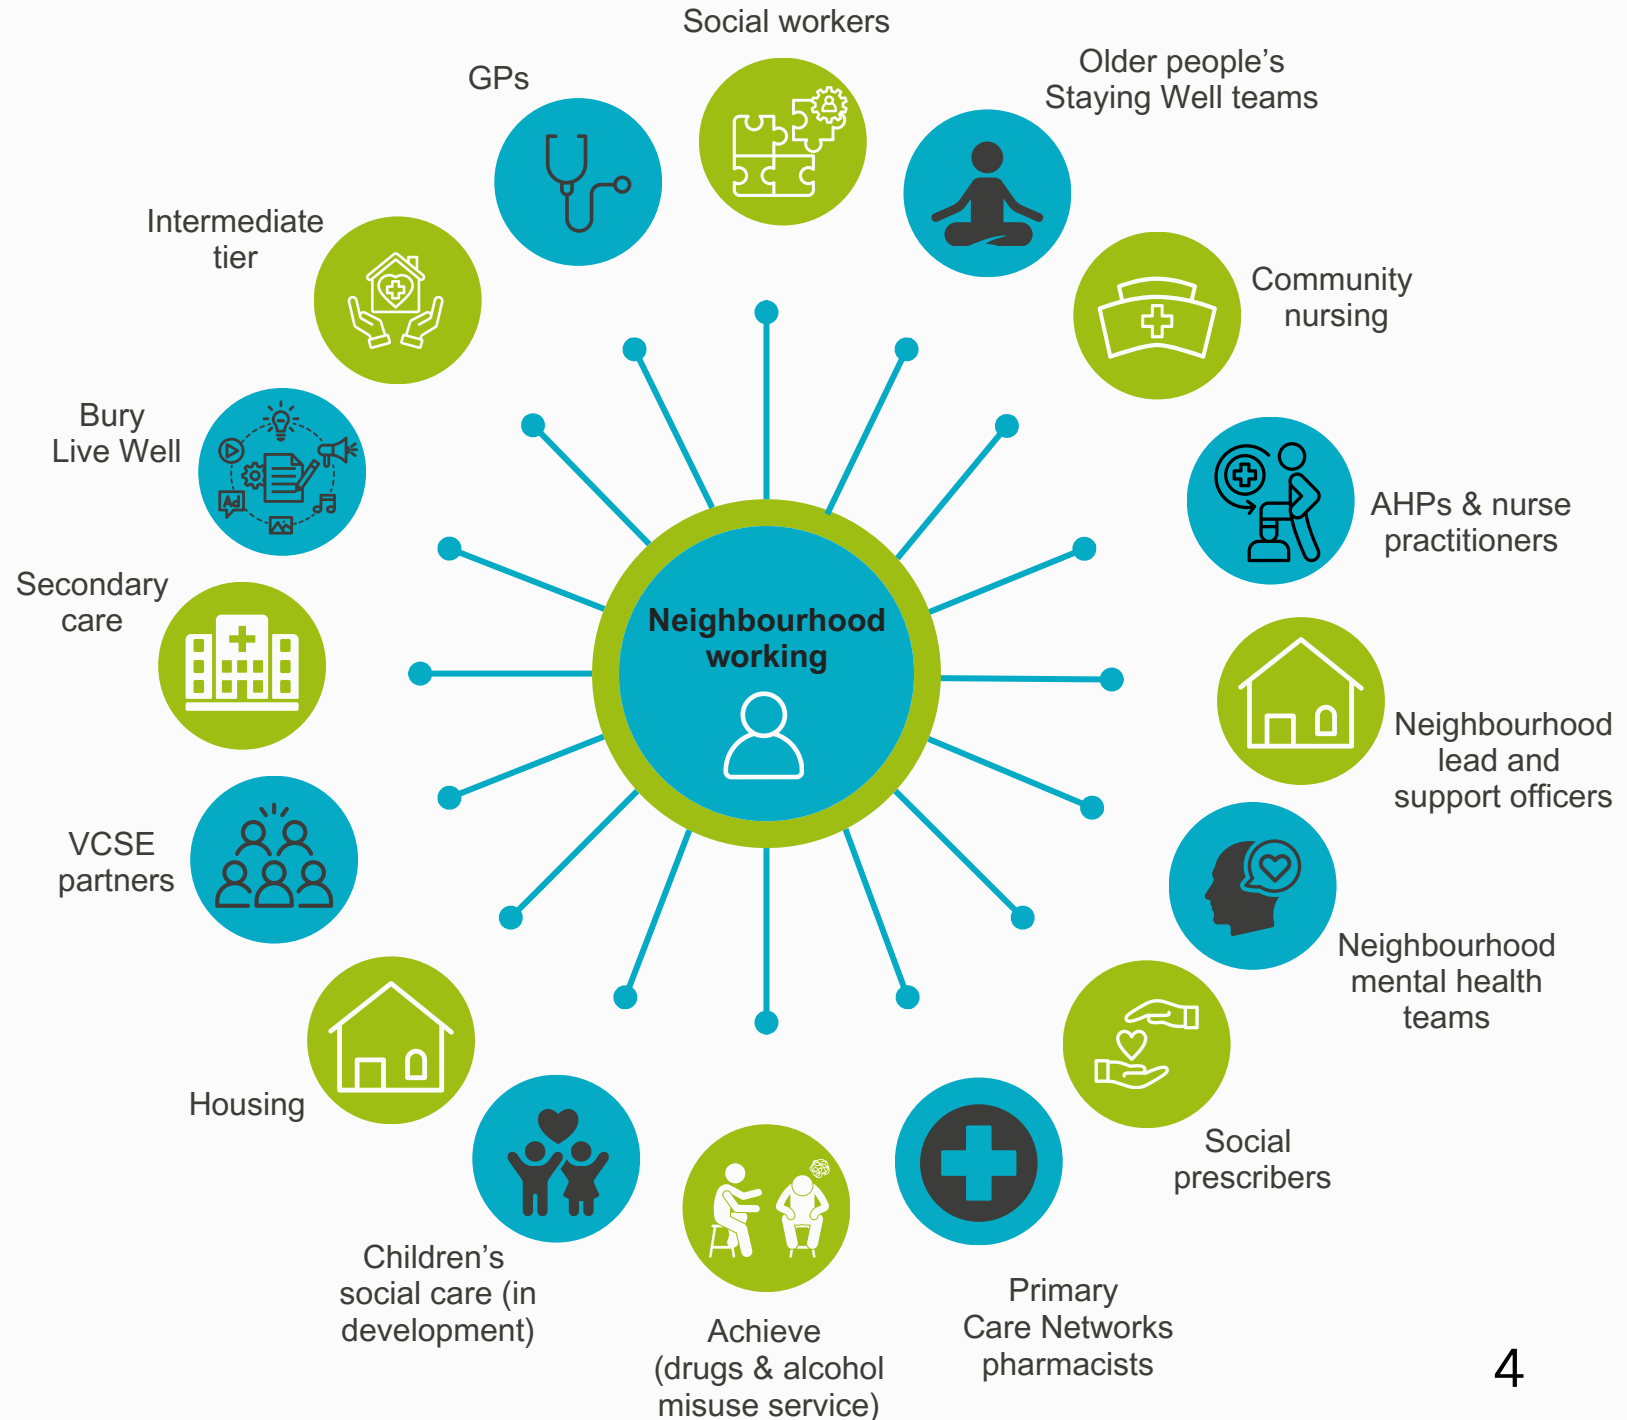 Social workers
Older people's
Staying Well teams
GPs
Community
nursing
Intermediate
tier
AHPs & nurse
practitioners
Bury
Live Well
Ad
Secondary
care
Neighbourhood
working
Neighbourhood
lead and
support officers
VCSE
partners
Neighbourhood
mental health
teams
Housing
Social
prescribers
Children's
social care (in
development)
Achieve
(drugs & alcohol
misuse service)
Primary
Care Networks
pharmacists
4